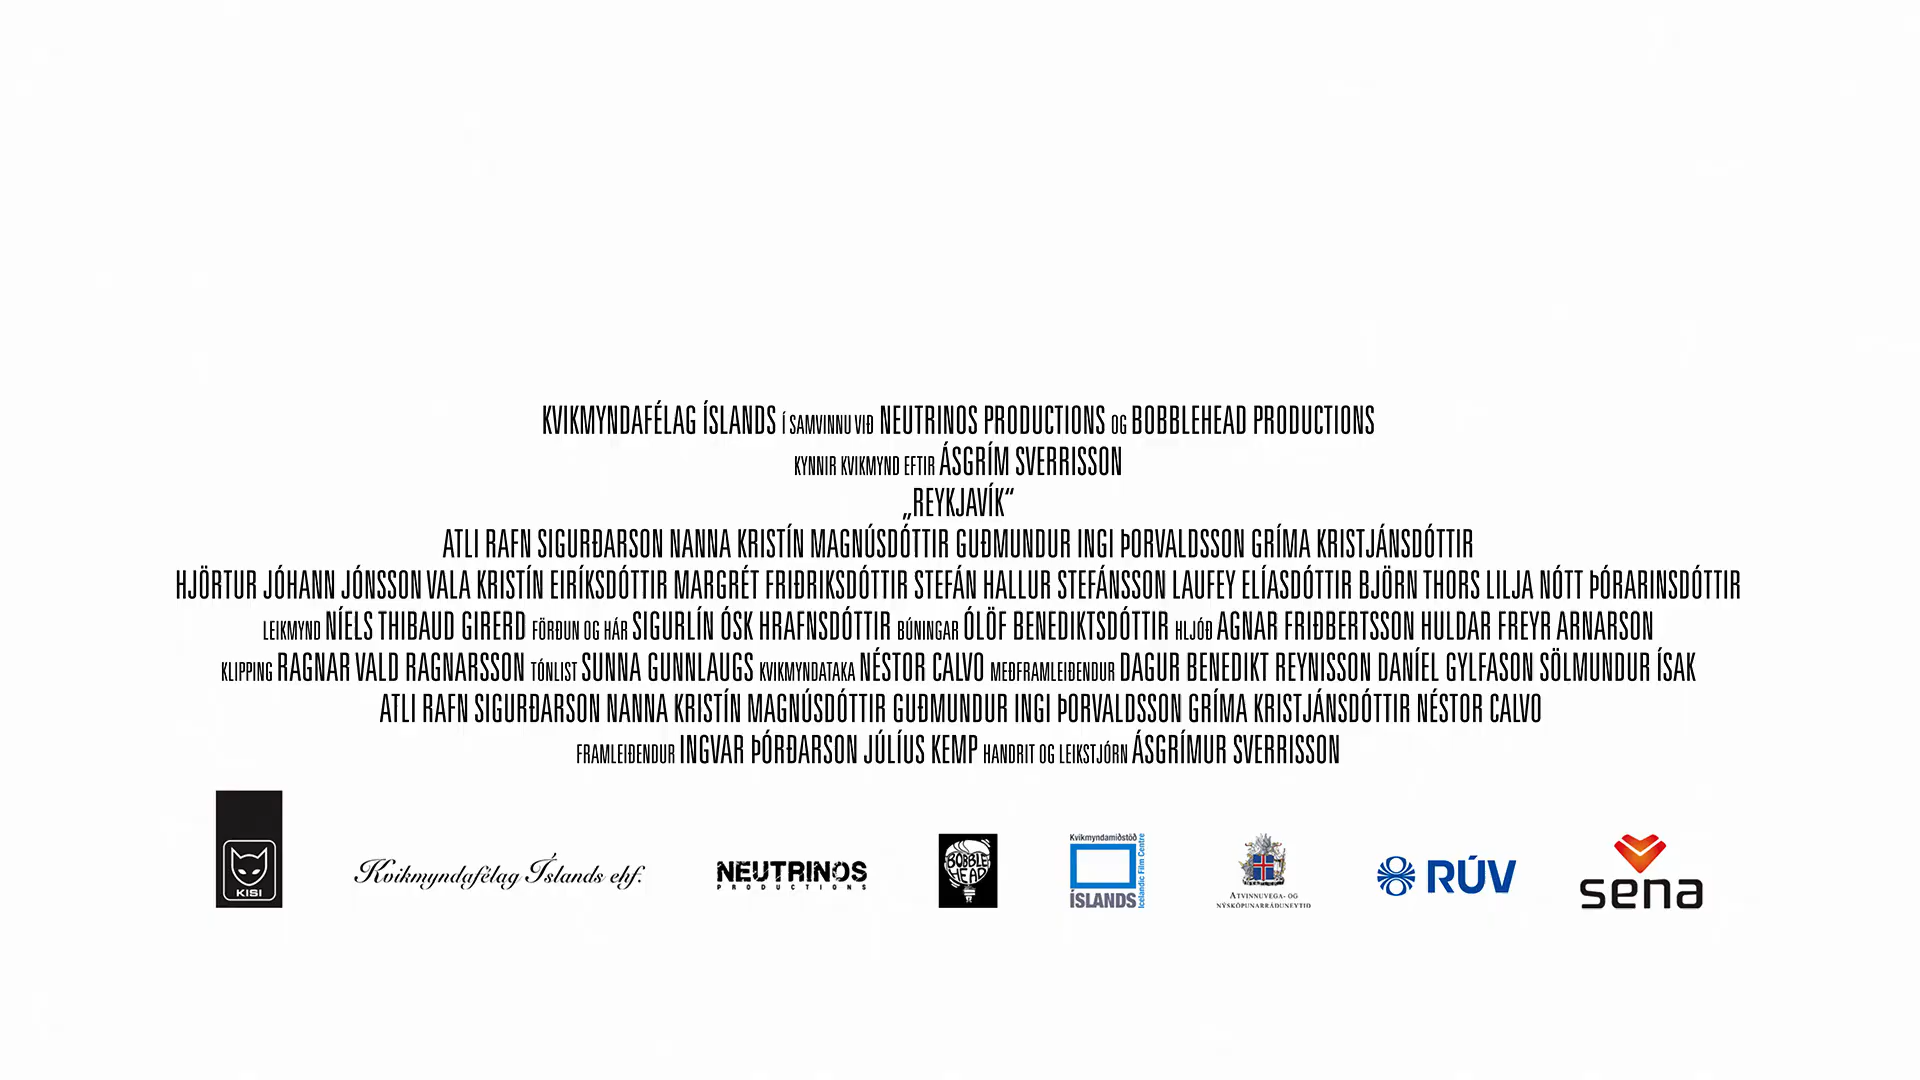 KVIKMYNDAFÉLAG ÍSLANDS Í SAMVINNU VIÐ NEUTRINOS PRODUCTIONS OG BOBBLEHEAD PRODUCTIONS
KYNNIR KVIKMYND EFTIR ÁSGRÍM SVERRISSON
„REYKJAVÍK“
ATLI RAFN SIGURÐARSON NANNA KRISTÍN MAGNÚSDÓTTIR GUÐMUNDUR INGI ÞORVALDSSON GRÍMA KRISTJÁNSDÓTTIR
HJÖRTUR JÓHANN JÓNSSON VALA KRISTÍN EIRÍKSDÓTTIR MARGRÉT FRIÐRIKSDÓTTIR STEFÁN HALLUR STEFÁNSSON LAUFEY ELÍASDÓTTIR BJÖRN THORS LILJA NÓTT ÞÓRARINSDÓTTIR
LEIKMYND NÍELS THIBAUD GIRERD FÖRÐUN OG HÁR SIGURLÍN ÓSK HRAFNSDÓTTIR BÚNINGAR ÓLÖF BENEDIKTSDÓTTIR HLJÓÐ AGNAR FRIÐBERTSSON HULDAR FREYR ARNARSON
KLIPPING RAGNAR VALD RAGNARSSON TÓNLIST SUNNA GUNNLAUGS KVIKMYNDATAKA NÉSTOR CALVO MEÐFRAMLEIÐENDUR DAGUR BENEDIKT REYNISSON DANÍEL GYLFASON SÖLMUNDUR ÍSAK
ATLI RAFN SIGURÐARSON NANNA KRISTÍN MAGNÚSDÓTTIR GUÐMUNDUR INGI ÞORVALDSSON GRÍMA KRISTJÁNSDÓTTIR NÉSTOR CALVO
FRAMLEIÐENDUR INGVAR ÞÓRÐARSON JÚLÍUS KEMP HANDRIT OG LEIKSTJÓRN ÁSGRÍMUR SVERRISSON
KISI
Kvikmyndafélag Íslands ehf.
NEUTRINOS
PRODUCTIONS
BOBBLE
HEAD
Kvikmyndamiðstöð
ÍSLANDS
Icelandic Film Centre
ATVINNUVEGA- OG
NÝSKÖPUNARRÁÐUNEYTIÐ
RÚV
sena